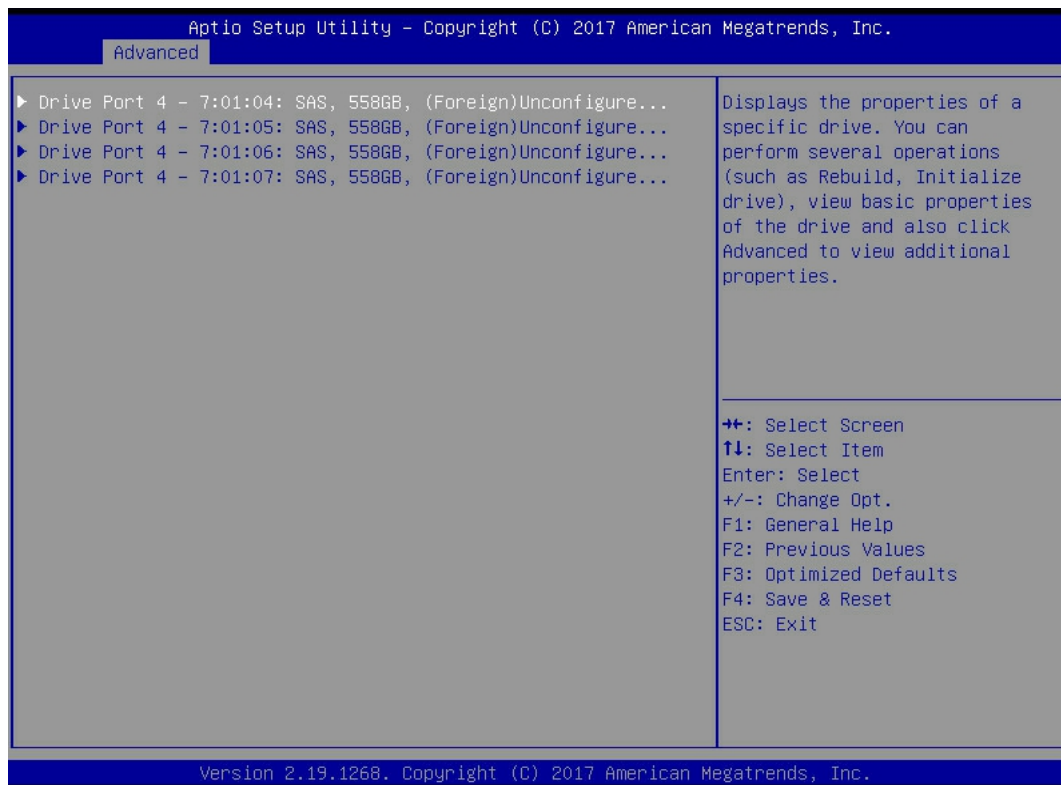 Aptio Setup Utility – Copyright (C) 2017 American Megatrends, Inc.
Advanced
▶ Drive Port 4 – 7:01:04: SAS, 558GB, (Foreign)Unconfigure...
▶ Drive Port 4 – 7:01:05: SAS, 558GB, (Foreign)Unconfigure...
▶ Drive Port 4 – 7:01:06: SAS, 558GB, (Foreign)Unconfigure...
▶ Drive Port 4 – 7:01:07: SAS, 558GB, (Foreign)Unconfigure...
Displays the properties of a
specific drive. You can
perform several operations
(such as Rebuild, Initialize
drive), view basic properties
of the drive and also click
Advanced to view additional
properties.
→←: Select Screen
↑↓: Select Item
Enter: Select
+/-: Change Opt.
F1: General Help
F2: Previous Values
F3: Optimized Defaults
F4: Save & Reset
ESC: Exit
Version 2.19.1268. Copyright (C) 2017 American Megatrends, Inc.